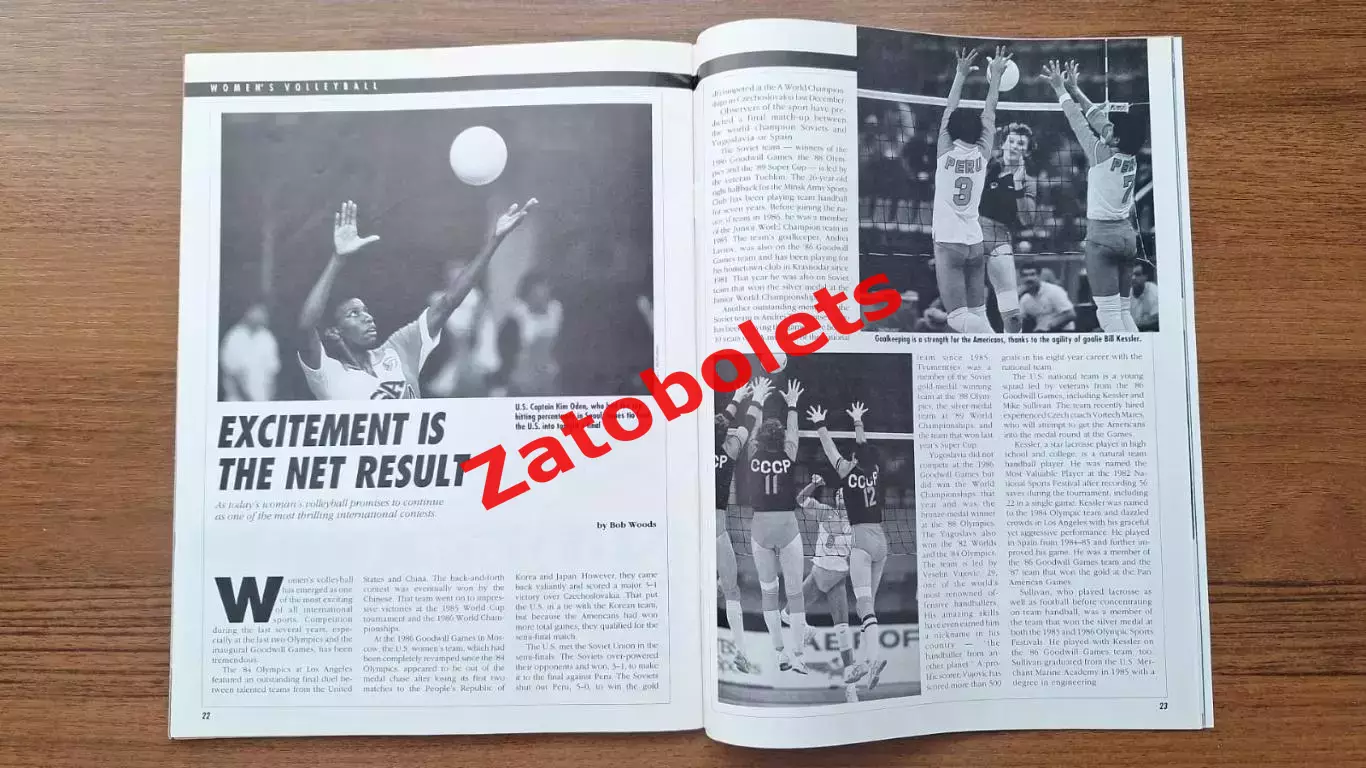 WOMEN'S VOLLEYBALL
U.S. Captain Kim Oden, who
hitting percen in Seoul,
the U.S. into
EXCITEMENT IS
THE NET RESULT
As today's woman's volleyball promises to continue
as one of the most thrilling international contests.
by Bob Woods
Women's volleyball
has emerged as one
of the most exciting
of all international
sports. Competition
during the last several years, espe-
cially at the last two Olympics and the
inaugural Goodwill Games, has been
tremendous.
The '84 Olympics at Los Angeles
featured an outstanding final duel be-
tween talented teams from the United
States and China. The back-and-forth
contest was eventually won by the
Chinese. That team went on to impres-
sive victories at the 1985 World Cup
tournament and the 1986 World Cham-
pionships.
At the 1986 Goodwill Games in Mos-
cow, the U.S. women's team, which had
been completely revamped since the '84
Olympics, appeared to be out of the
medal chase after losing its first two
matches to the People's Republic of
Korea and Japan. However, they came
back valiantly and scored a major 3-1
victory over Czechoslovakia. That put
the U.S. in a tie with the Korean team,
but because the Americans had won
more total games, they qualified for the
semi-final match.
The U.S. met the Soviet Union in the
semi-finals. The Soviets over-powered
their opponents and won, 3-1, to make
it to the final against Peru. The Soviets
shut out Peru, 3-0, to win the gold
22
all competed at the A World Champion-
ships in Czechoslovakia last December.
Observers of the sport have pre-
dicted a final match-up between
the world champion Soviets and
Yugoslavia or Spain.
The Soviet team — winners of the
1986 Goodwill Games, the '88 Olym-
pics and the '89 Super Cup — is led by
the veteran Tuchkin. The 26-year-old
right halfback for the Minsk Army Sports
Club has been playing team handball
for seven years. Before joining the na-
tional team in 1986, he was a member
of the Junior World Champion team in
1985. The team's goalkeeper, Andrei
Lavrov, was also on the '86 Goodwill
Games team and has been playing for
his hometown club in Krasnodar since
1981. That year he was also on Soviet
team that won the silver medal at the
Junior World Championships
Another outstanding mem
Soviet team is Andrei
has been ing team
10 years of the national
PERU
3
7
Goalkeeping is a strength for the Americans, thanks to the agility of goalie Bill Kessler.
CCCP
11
CCCP
12
AEROF
team since 1985.
Tyumentsev was a
member of the Soviet
gold-medal winning
team at the '88 Olym-
pics, the silver-medal
team at '89 World
Championships, and
the team that won last
year's Super Cup.
Yugoslavia did not
compete at the 1986
Goodwill Games but
did win the World
Championships that
year and was the
bronze-medal winner
at the '88 Olympics.
The Yugoslavs also
won the '82 Worlds
and the '84 Olympics.
The team is led by
Veselin Vujovic, 29,
one of the world's
most renowned of-
fensive handballers.
His amazing skills
have even earned him
a nickname in his
country "the
handballer from an-
other planet." A pro-
lific scorer, Vujovic has
scored more than 500
goals in his eight year career with the
national team.
The U.S. national team is a young
squad led by veterans from the '86
Goodwill Games, including Kessler and
Mike Sullivan. The team recently hired
experienced Czech coach Vortech Mares,
who will attempt to get the Americans
into the medal round at the Games.
Kessler, a star lacrosse player in high
school and college, is a natural team
handball player. He was named the
Most Valuable Player at the 1982 Na-
tional Sports Festival after recording 56
saves during the tournament, including
22 in a single game. Kessler was named
to the 1984 Olympic team and dazzled
crowds in Los Angeles with his graceful
yet aggressive performance. He played
in Spain from 1984-85 and further im-
proved his game. He was a member of
the '86 Goodwill Games team and the
'87 team that won the gold at the Pan
American Games.
Sullivan, who played lacrosse as
well as football before concentrating
on team handball, was a member of
the team that won the silver medal at
both the 1985 and 1986 Olympic Sports
Festivals. He played with Kessler on
the '86 Goodwill Games team too.
Sullivan graduated from the U.S. Mer-
chant Marine Academy in 1985 with a
degree in engineering.
23
Zatobolets